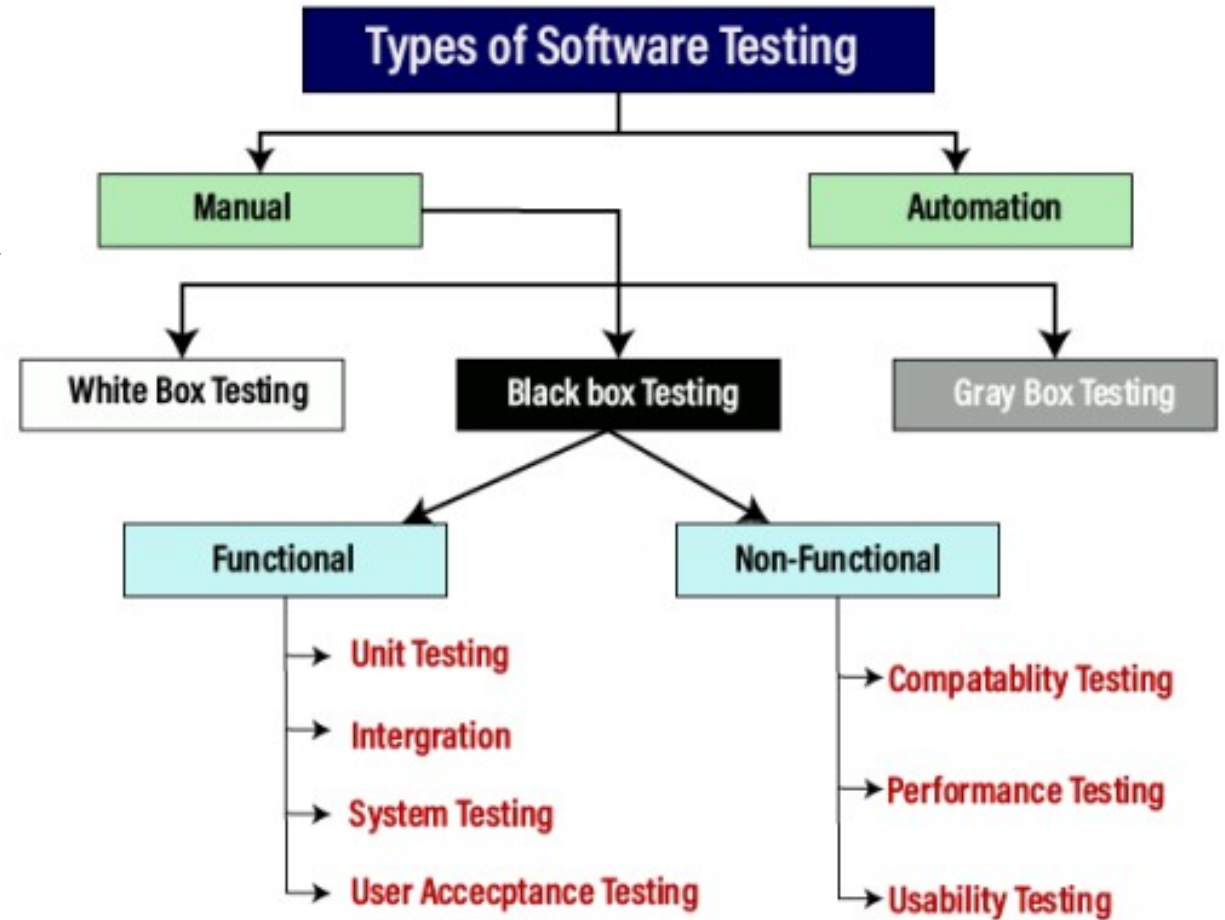 Types of Software Testing
Manual
Automation
White Box Testing
Black box Testing
Gray Box Testing
Functional
Non-Functional
Unit Testing
Intergration
System Testing
User Accecptance Testing
Compatablity Testing
Performance Testing
Usability Testing